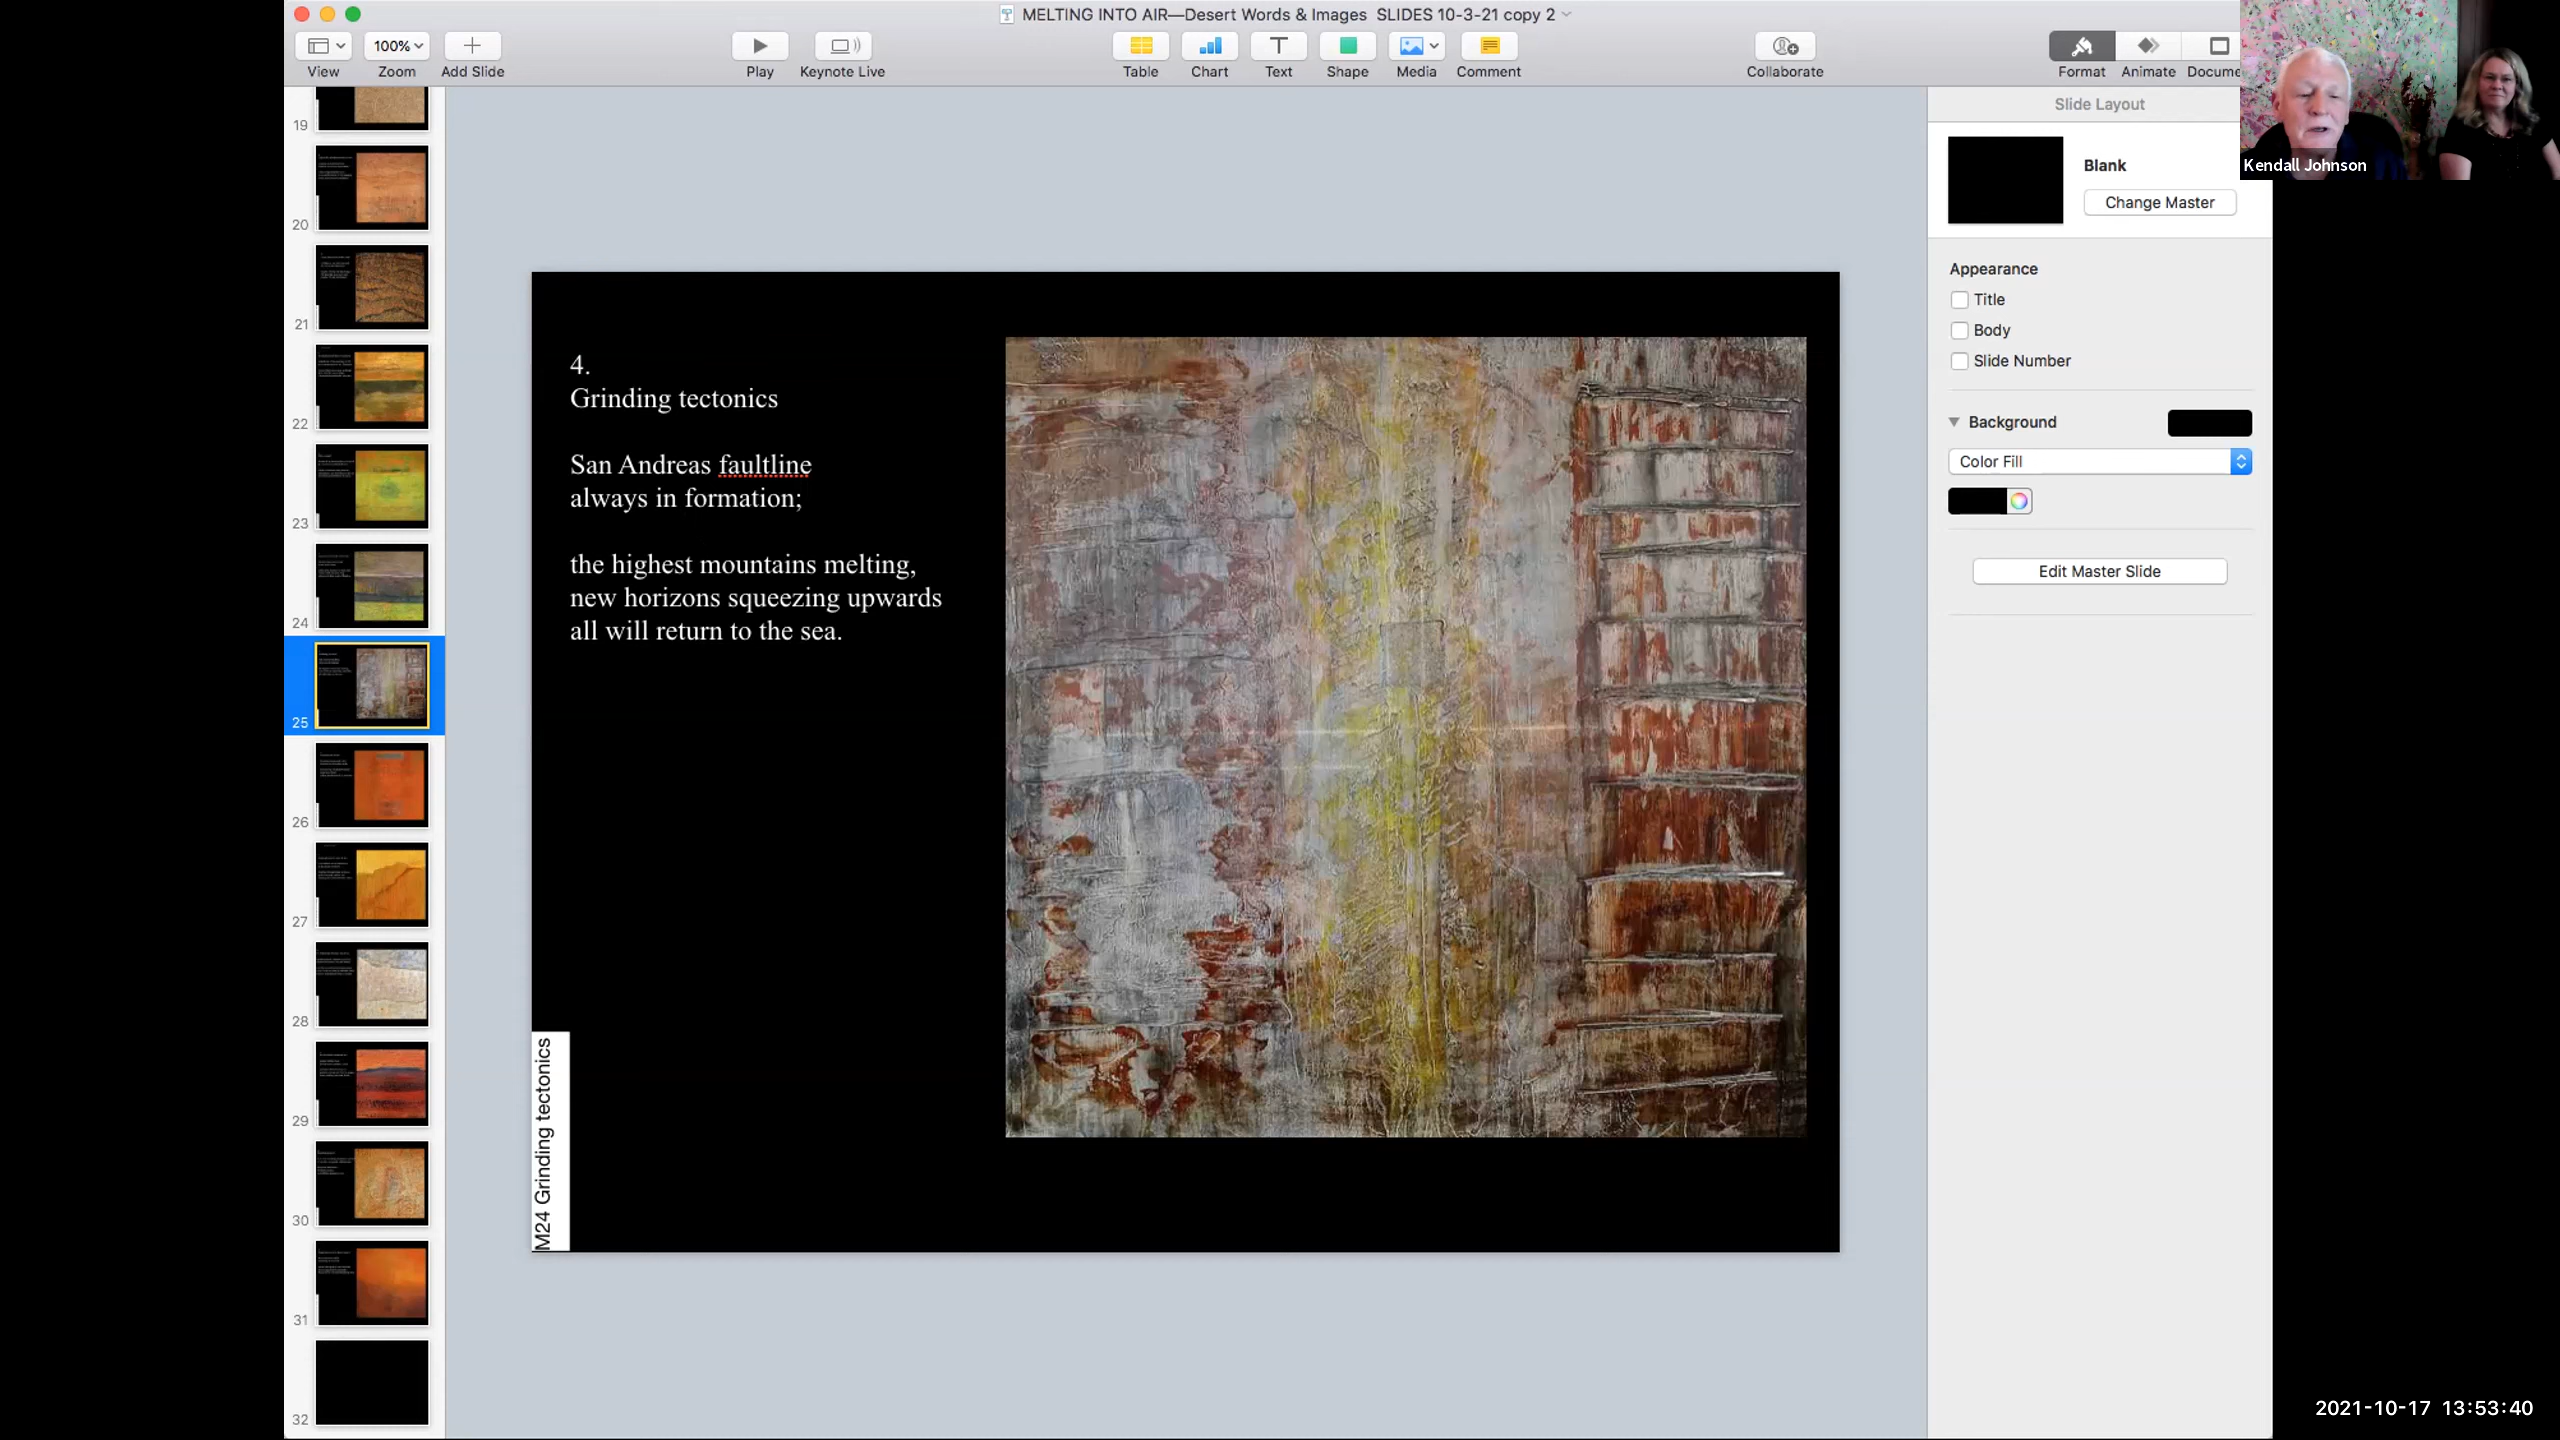 MELTING INTO AIR—Desert Words & Images  SLIDES 10-3-21 copy 2
100%
View
Zoom
Add Slide
Play
Keynote Live
Table
Chart
Text
Shape
Media
Comment
Collaborate
Format
Animate
Docume
Kendall Johnson
19
20
21
22
23
24
25
26
27
28
29
30
31
32
4.
Grinding tectonics
San Andreas faultline
always in formation;
the highest mountains melting,
new horizons squeezing upwards
all will return to the sea.
M24 Grinding tectonics
Slide Layout
Blank
Change Master
Appearance
Title
Body
Slide Number
Background
Color Fill
Edit Master Slide
2021-10-17 13:53:40